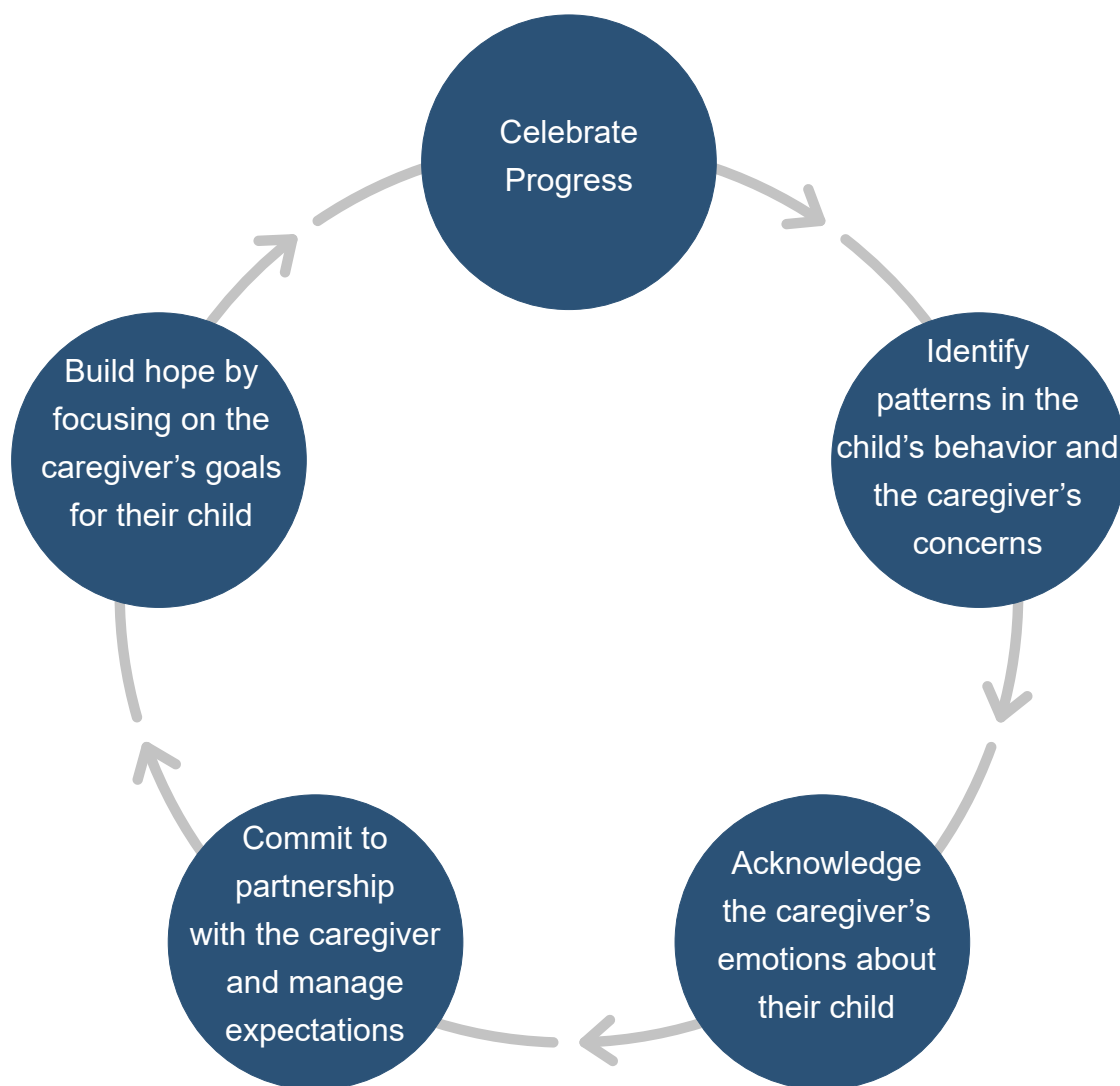 Celebrate
Progress
Identify
patterns in the
child’s behavior and
the caregiver’s
concerns
Acknowledge
the caregiver’s
emotions about
their child
Commit to
partnership
with the caregiver
and manage
expectations
Build hope by
focusing on the
caregiver’s goals
for their child